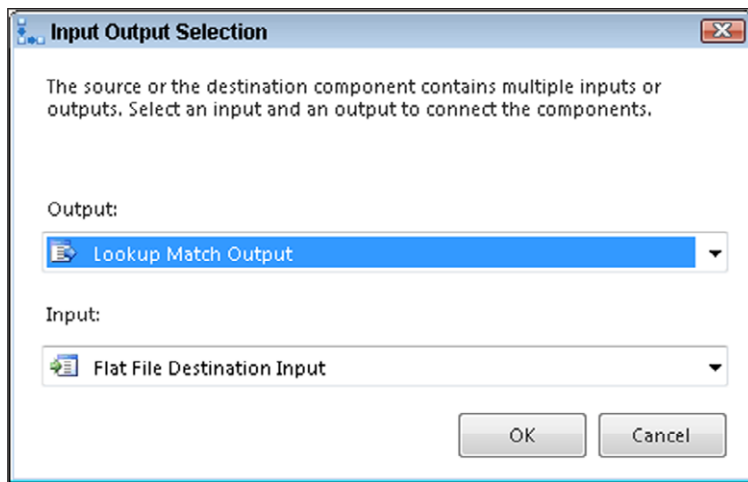 Input Output Selection
The source or the destination component contains multiple inputs or
outputs. Select an input and an output to connect the components.
Output:
Lookup Match Output
Input:
Flat File Destination Input
OK
Cancel